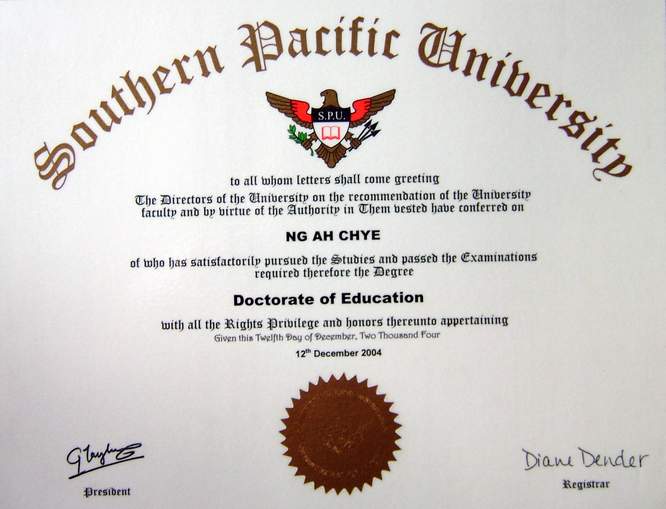 Southern Pacific University
S.P.U.
to all whom letters shall come greeting
The Directors of the University on the recommendation of the University
faculty and by virtue of the Authority in Them vested have conferred on
NG AH CHYE
of who has satisfactorily pursued the Studies and passed the Examinations
required therefore the Degree
Doctorate of Education
with all the Rights Privilege and honors thereunto appertaining
Given this Twelfth Day of December, Two Thousand Four
12th December 2004
Diane Dender
President
Registrar